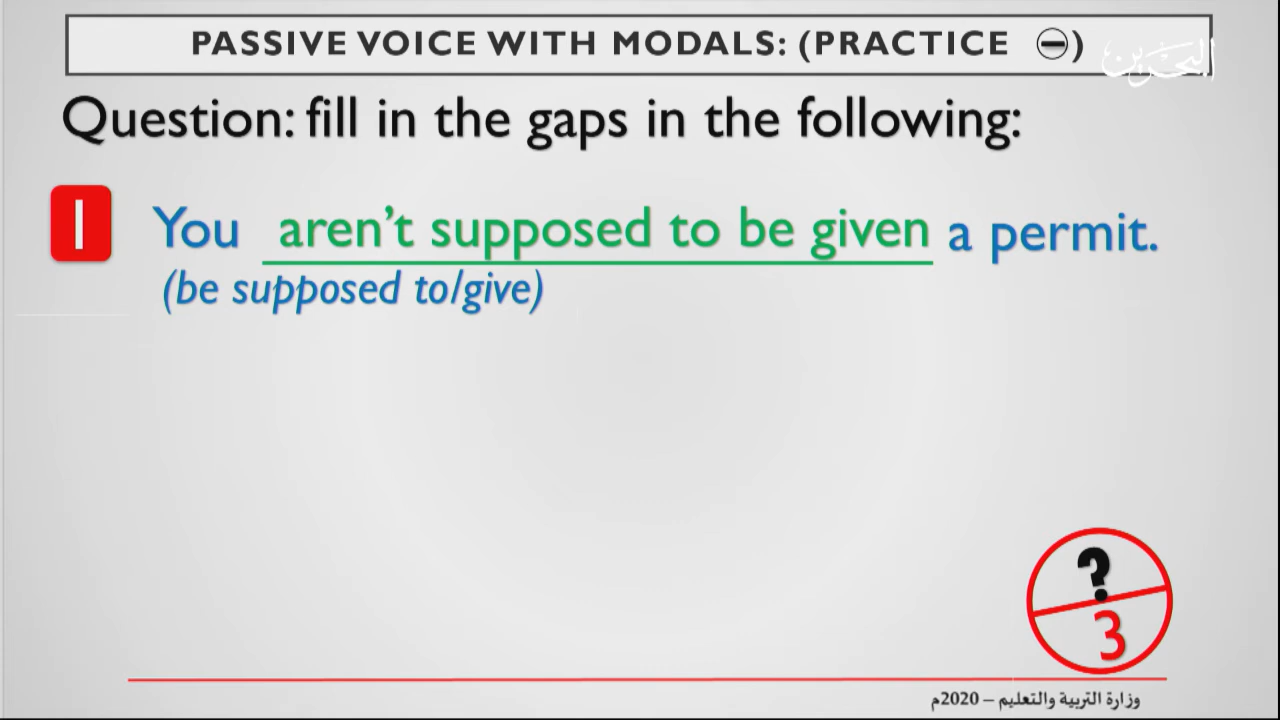 PASSIVE VOICE WITH MODALS: (PRACTICE ⊖)
البحرين
Question: fill in the gaps in the following:
1 You aren’t supposed to be given a permit.
(be supposed to/give)
?
3
وزارة التربية والتعليم – 2020م